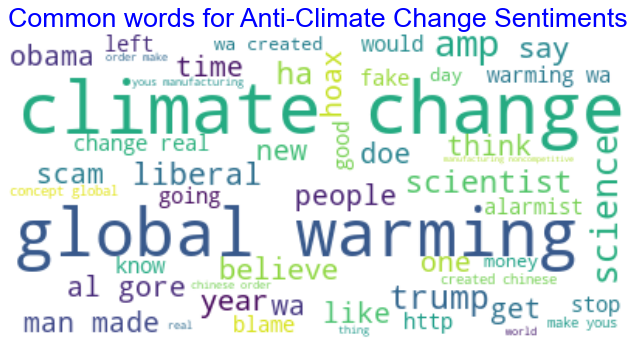 Common words for Anti-Climate Change Sentiments
obama
left
order make
wa created
would
amp
say
time
yous manufacturing
ha
hoax
fake
day
warming wa
climate change
change real
new
good
doe
think
manufacturing noncompetitive
science
scam
liberal
concept global
going
people
scientist
alarmist
global warming
know
believe
one
money
created chinese
al gore
chinese order
year
wa
like
trump
get
stop
man made
real
blame
thing
http
world
make yous